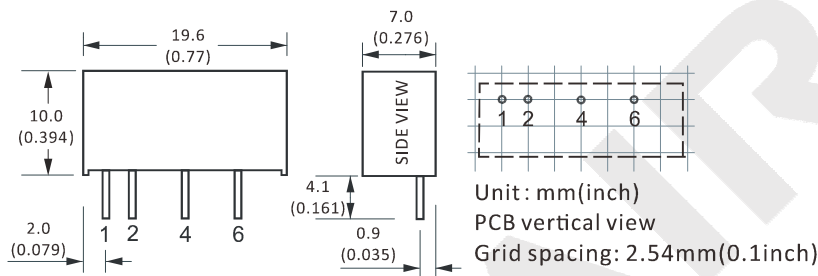 19.6
(0.77)
10.0
(0.394)
2.0
(0.079)
1 2 4 6
7.0
(0.276)
SIDE VIEW
4.1
(0.161)
0.9
(0.035)
1 2 4 6
Unit: mm(inch)
PCB vertical view
Grid spacing: 2.54mm(0.1inch)